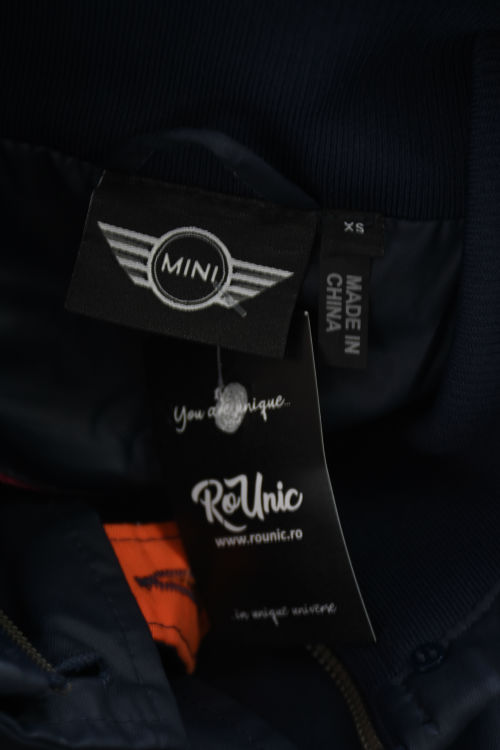 MINI
XS
MADE IN
CHINA
You are unique...
RoUnic
www.rounic.ro
...in unique universe